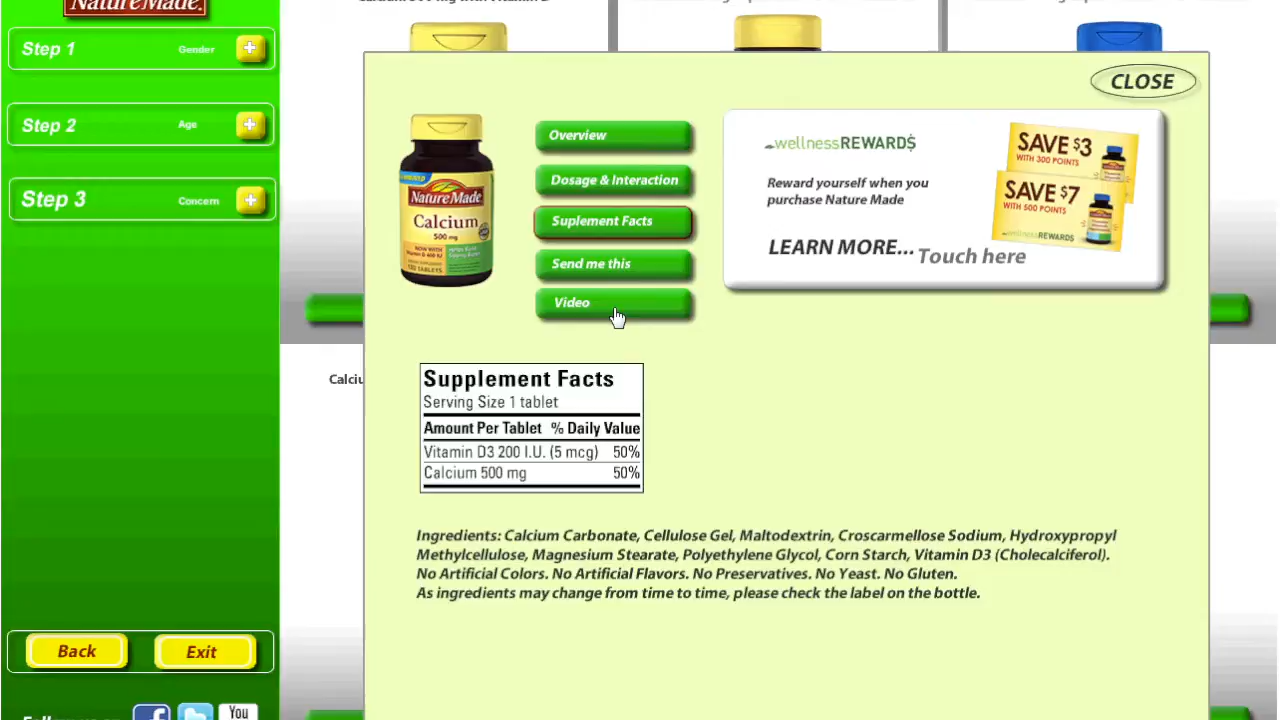 NatureMade.
Step 1 Gender +
Step 2 Age +
Step 3 Concern +
Back
Exit
You
Calciu
CLOSE
NatureMade
Calcium
500 mg
Overview
Dosage & Interaction
Suplement Facts
Send me this
Video
wellnessREWARD$
Reward yourself when you
purchase Nature Made
LEARN MORE... Touch here
SAVE $3
WITH 300 POINTS
SAVE $7
WITH 500 POINTS
wellnessREWARD$
Supplement Facts
Serving Size 1 tablet
Amount Per Tablet % Daily Value
Vitamin D3 200 I.U. (5 mcg) 50%
Calcium 500 mg 50%
Ingredients: Calcium Carbonate, Cellulose Gel, Maltodextrin, Croscarmellose Sodium, Hydroxypropyl
Methylcellulose, Magnesium Stearate, Polyethylene Glycol, Corn Starch, Vitamin D3 (Cholecalciferol).
No Artificial Colors. No Artificial Flavors. No Preservatives. No Yeast. No Gluten.
As ingredients may change from time to time, please check the label on the bottle.